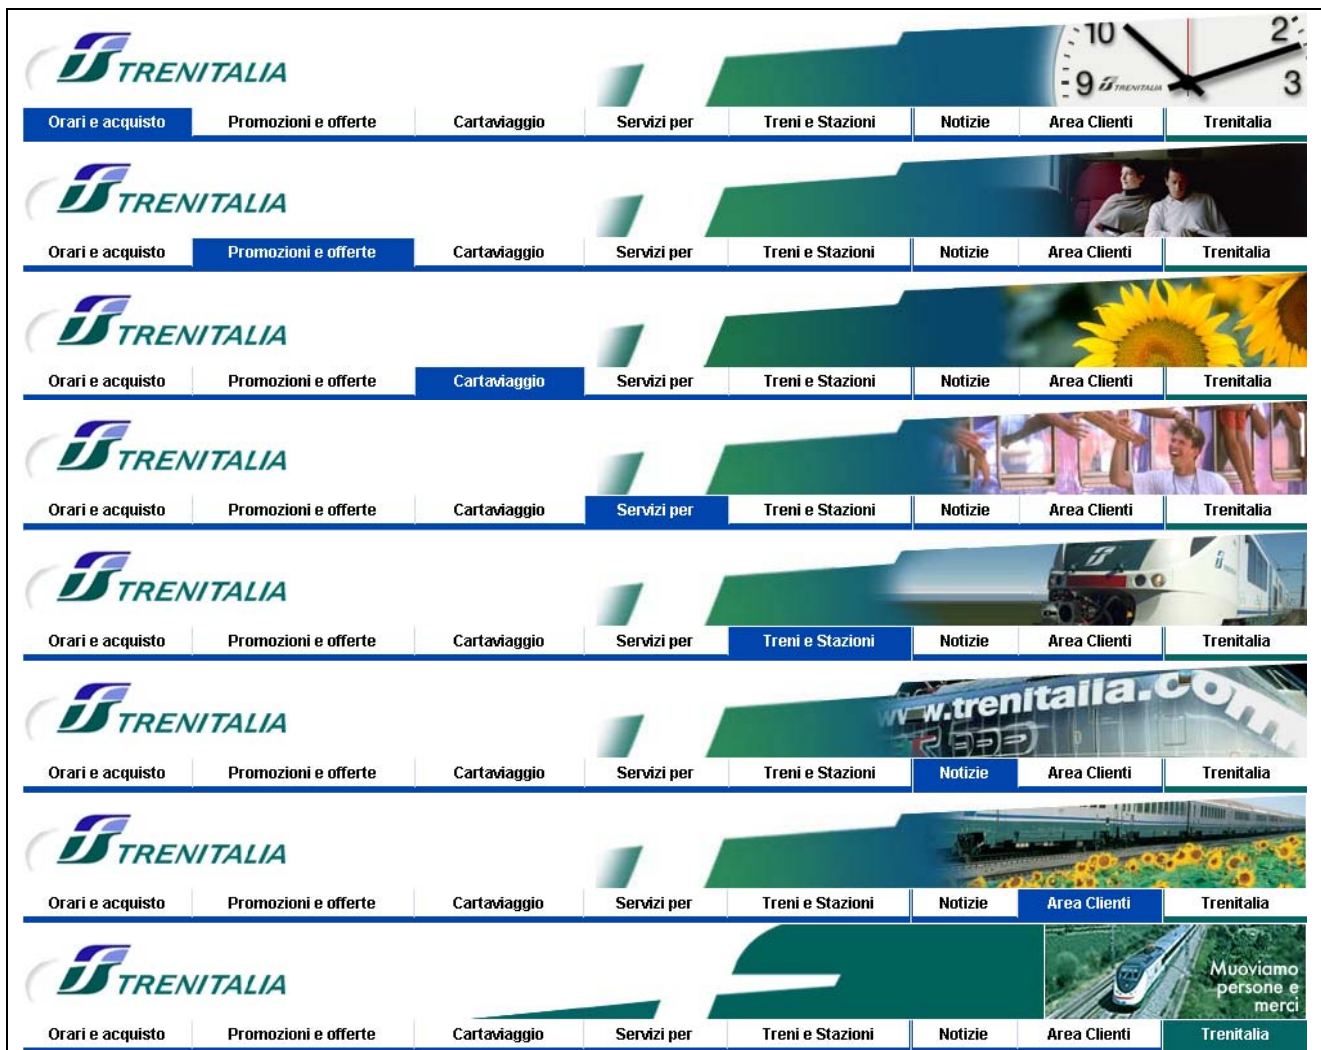 TRENITALIA
10 2
9 TRENITALIA 3
Orari e acquisto Promozioni e offerte Cartaviaggio Servizi per Treni e Stazioni Notizie Area Clienti Trenitalia
TRENITALIA
Orari e acquisto Promozioni e offerte Cartaviaggio Servizi per Treni e Stazioni Notizie Area Clienti Trenitalia
TRENITALIA
Orari e acquisto Promozioni e offerte Cartaviaggio Servizi per Treni e Stazioni Notizie Area Clienti Trenitalia
TRENITALIA
Orari e acquisto Promozioni e offerte Cartaviaggio Servizi per Treni e Stazioni Notizie Area Clienti Trenitalia
TRENITALIA
Orari e acquisto Promozioni e offerte Cartaviaggio Servizi per Treni e Stazioni Notizie Area Clienti Trenitalia
TRENITALIA
www.trenitalia.com
Orari e acquisto Promozioni e offerte Cartaviaggio Servizi per Treni e Stazioni Notizie Area Clienti Trenitalia
TRENITALIA
Orari e acquisto Promozioni e offerte Cartaviaggio Servizi per Treni e Stazioni Notizie Area Clienti Trenitalia
TRENITALIA
Muoviamo
persone e
merci
Orari e acquisto Promozioni e offerte Cartaviaggio Servizi per Treni e Stazioni Notizie Area Clienti Trenitalia